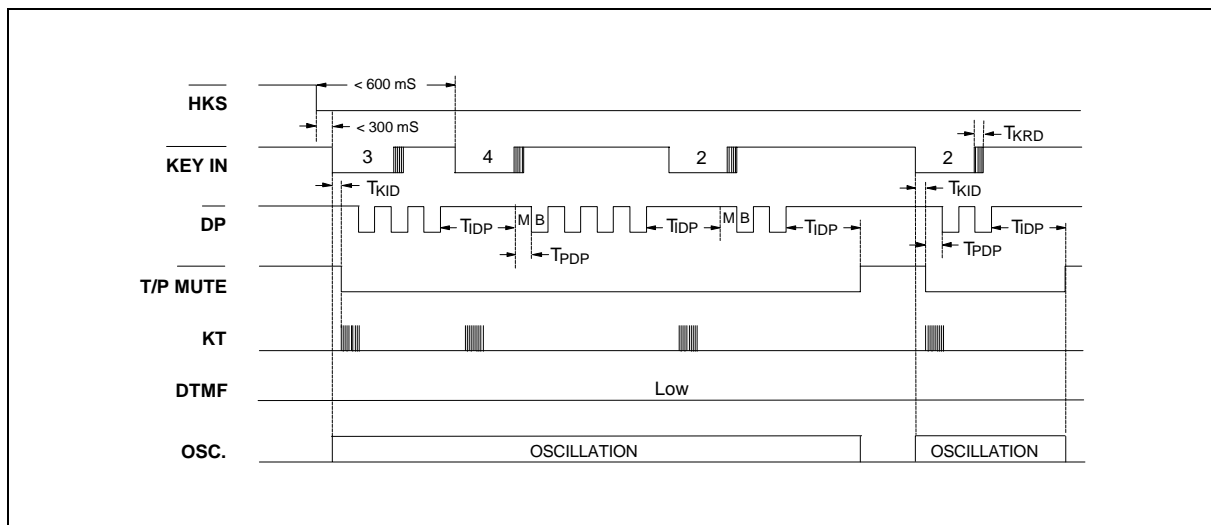 < 600 mS
HKS
< 300 mS
TKRD
KEY IN 3 4 2 2
TKID TKID
DP M B M B
TIDP TIDP TIDP TIDP
TPDP TPDP
T/P MUTE
KT
DTMF Low
OSC. OSCILLATION OSCILLATION